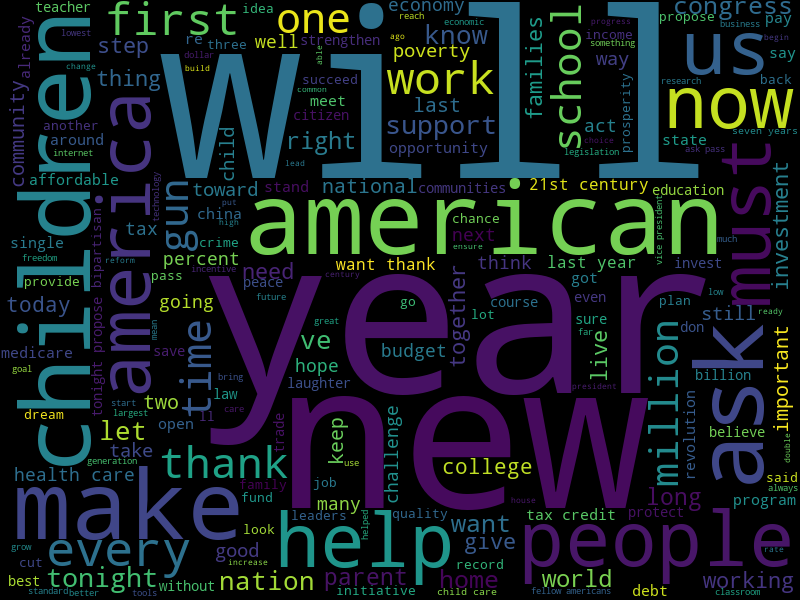 teacher
first
idea
one
economy
reach
economic
progress
propose
congress
business
pay
begin
say
lowest
change
already
step
re
three
well
strengthen
dollar
build
ago
able
know
income
something
way
us
will
thing
poverty
succeed
common
work
families
school
prosperity
research
back
now
community
children
america
internet
another
around
technology
child
meet
citizen
last
support
right
lead
opportunity
act
legislation
choice
state
seven years
ask pass
affordable
gun
toward
put
stand
national
communities
21st century
education
must
investment
china
high
american
chance
next
ensure
vice president
much
single
freedom
provide
tonight propose bipartisan
tax
reform
crime
percent
pass
incentive
need
peace
future
want thank
century
think
last year
got
invest
low
today
going
time
mean
save
year
go
course
even
plan
ready
together
lot
sure
far
don
still
medicare
goal
great
ve
hope
laughter
budget
live
billion
important
dream
start
largest
two
law
bring
care
president
million
revolution
ask
let
open
ll
trade
new
keep
challenge
believe
double
take
thank
college
health care
generation
family
job
use
said
always
make
fund
many
leaders
helped
quality
house
long
program
look
help
want
tax credit
protect
grow
every
good
record
give
people
rate
cut
increase
best
tonight
without
nation
parent
home
world
debt
working
standard
better
tools
initiative
child care
fellow americans
classroom